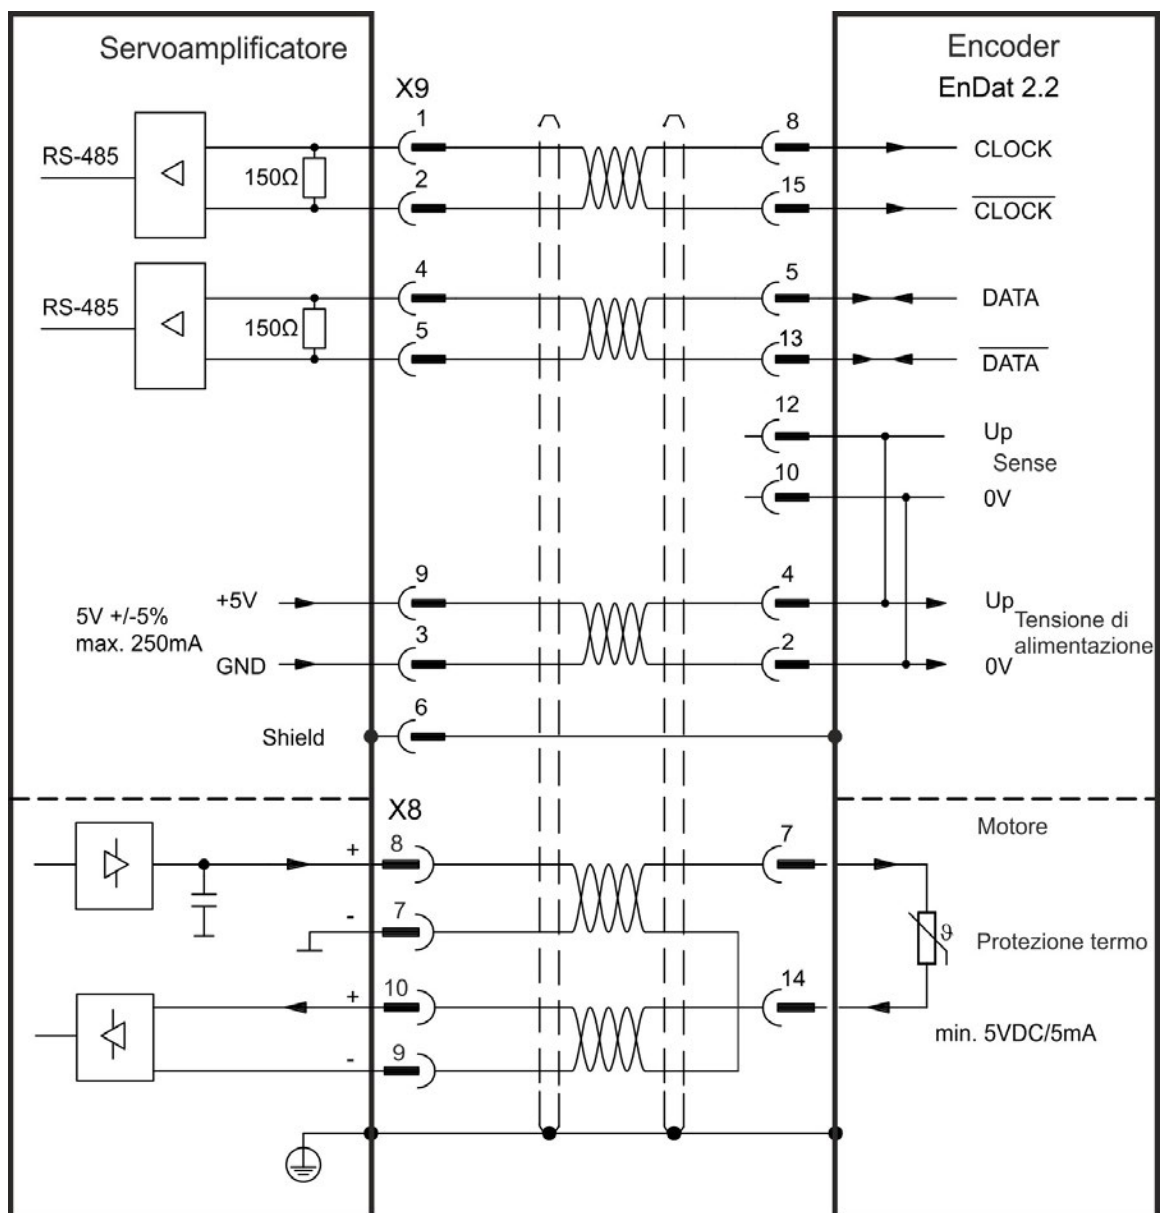 Servoamplificatore
Encoder
EnDat 2.2
X9
1
8
RS-485
150Ω
CLOCK
2
15
CLOCK
4
5
RS-485
150Ω
DATA
5
13
DATA
12
Up
Sense
10
0V
9
4
5V +/-5%
max. 250mA
+5V
Up
Tensione di
alimentazione
3
2
GND
0V
6
Shield
X8
Motore
8
7
+
7
-
ϑ
Protezione termo
10
14
+
min. 5VDC/5mA
9
-